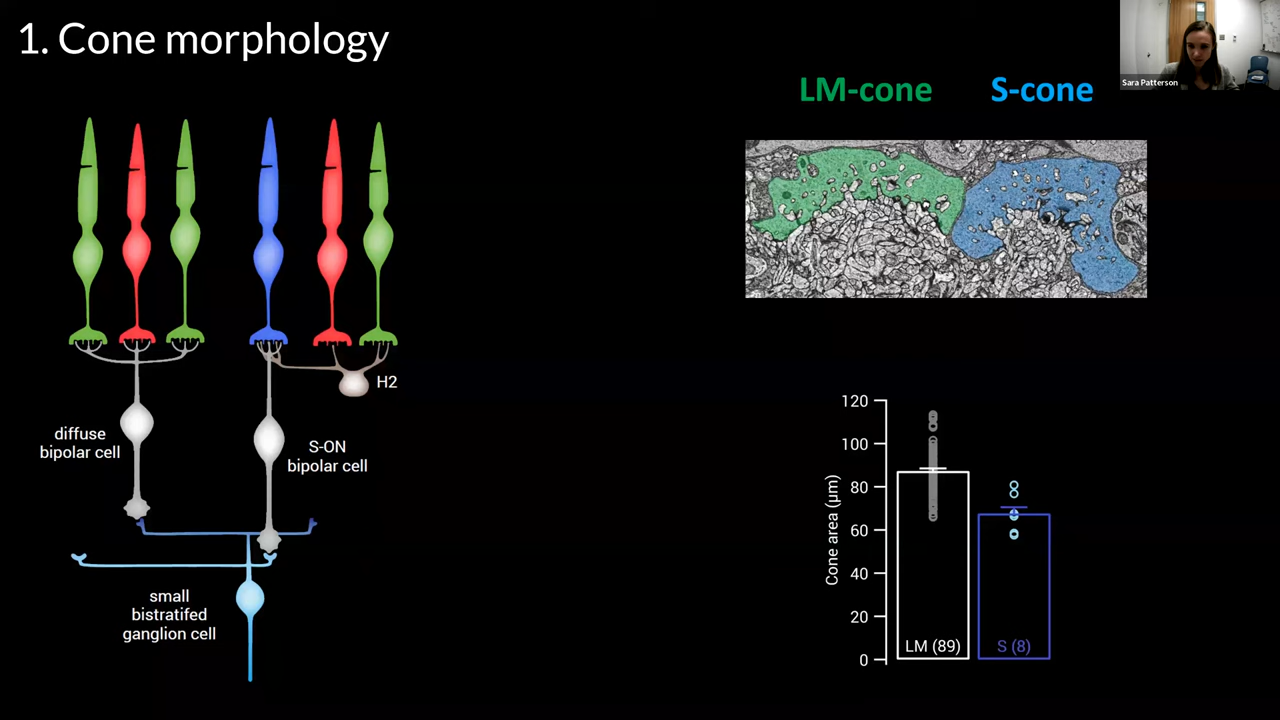 1. Cone morphology
Sara Patterson
LM-cone
S-cone
H2
diffuse
bipolar cell
S-ON
bipolar cell
small
bistratifed
ganglion cell
Cone area (μm)
120
100
80
60
40
20
0
LM (89)
S (8)